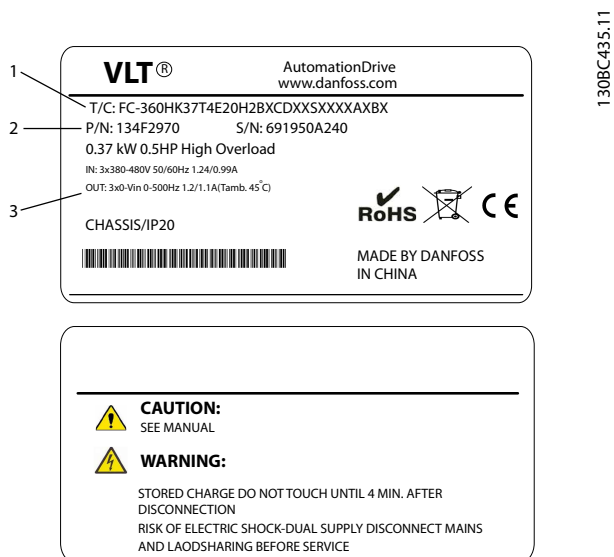 130BC435.11
VLT® AutomationDrive
www.danfoss.com
1
T/C: FC-360HK37T4E20H2BXCDXXSXXXXAXBX
2
P/N: 134F2970 S/N: 691950A240
0.37 kW 0.5HP High Overload
IN: 3x380-480V 50/60Hz 1.24/0.99A
3
OUT: 3x0-Vin 0-500Hz 1.2/1.1A(Tamb. 45°C)
RoHS CE
CHASSIS/IP20
MADE BY DANFOSS
IN CHINA
CAUTION:
SEE MANUAL
WARNING:
STORED CHARGE DO NOT TOUCH UNTIL 4 MIN. AFTER
DISCONNECTION
RISK OF ELECTRIC SHOCK-DUAL SUPPLY DISCONNECT MAINS
AND LAODSHARING BEFORE SERVICE